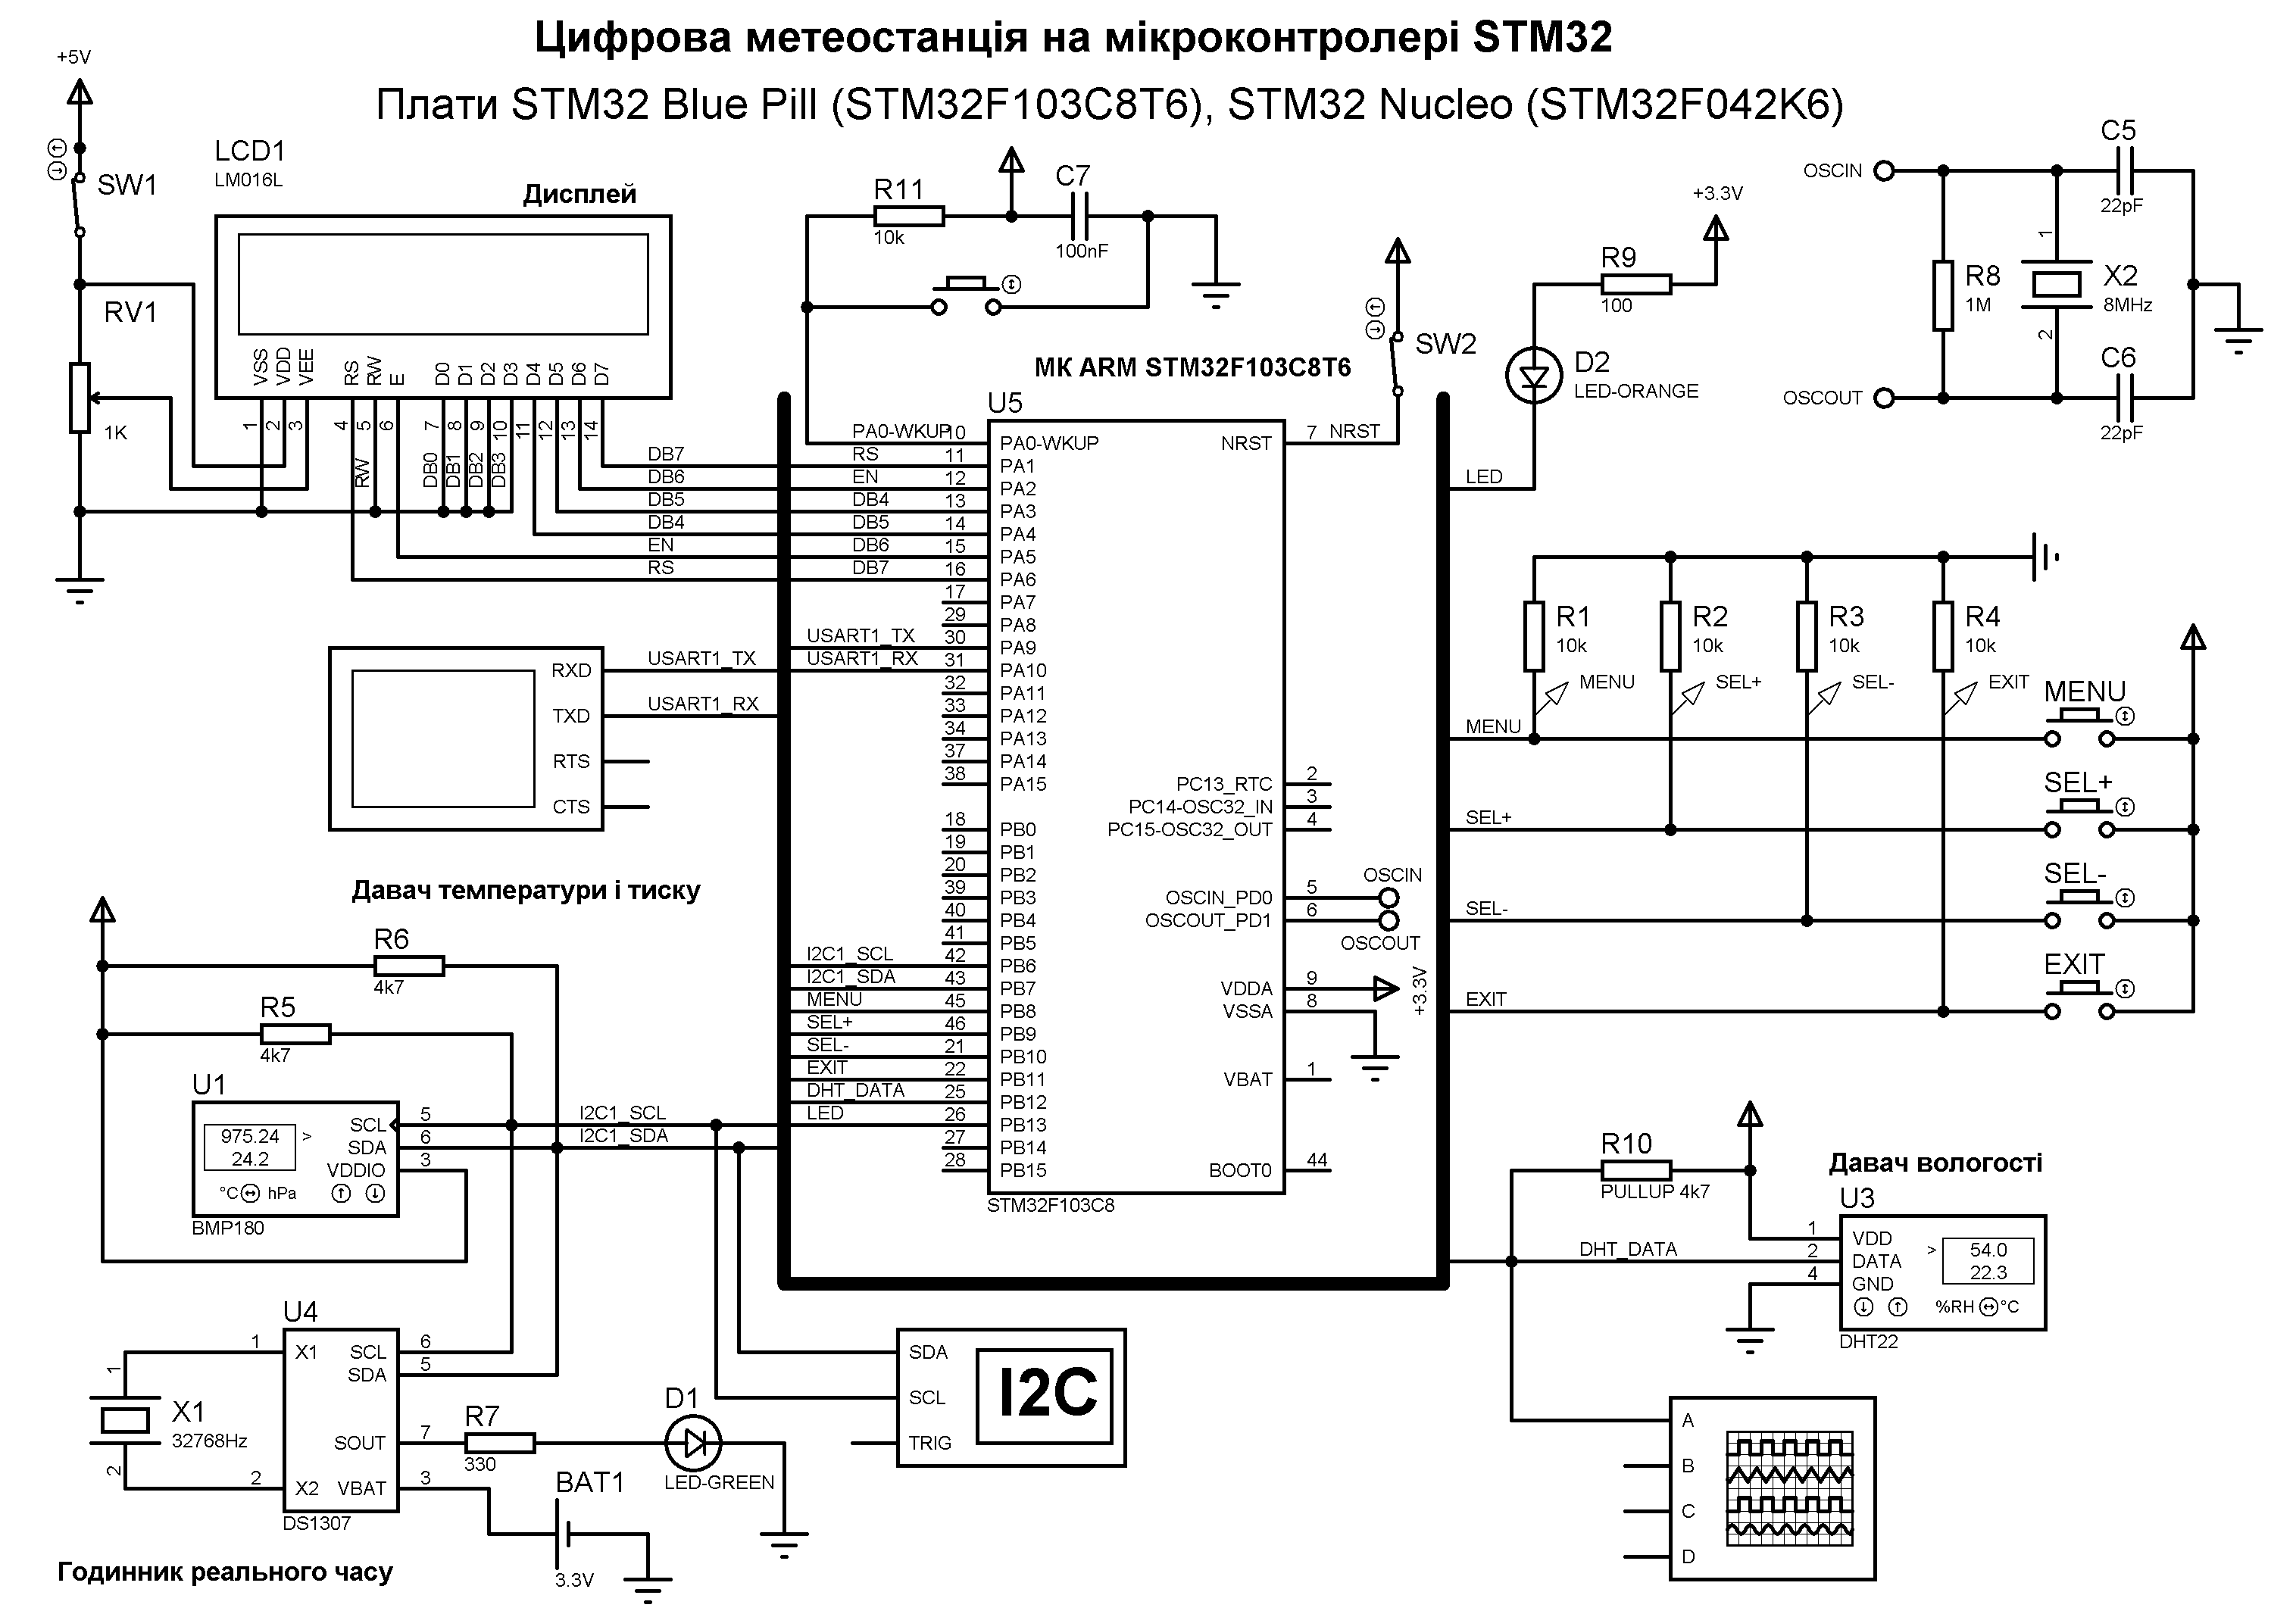 Цифрова метеостанція на мікроконтролері STM32
Плати STM32 Blue Pill (STM32F103C8T6), STM32 Nucleo (STM32F042K6)
+5V
SW1
RV1
1K
LCD1
LM016L
Дисплей
VSS
VDD
VEE
RS
RW
E
D0
D1
D2
D3
D4
D5
D6
D7
1
2
3
4
5
6
7
8
9
10
11
12
13
14
RW
DB0
DB1
DB2
DB3
DB7
DB6
DB5
DB4
EN
RS
R11
10k
C7
100nF
МК ARM STM32F103C8T6
SW2
R9
100
+3.3V
D2
LED-ORANGE
LED
OSCIN
OSCOUT
R8
1M
1
2
X2
8MHz
C5
22pF
C6
22pF
U5
PA0-WKUP 10 PA0-WKUP
RS 11 PA1
EN 12 PA2
DB4 13 PA3
DB5 14 PA4
DB6 15 PA5
DB7 16 PA6
17 PA7
29 PA8
USART1_TX 30 PA9
USART1_RX 31 PA10
32 PA11
33 PA12
34 PA13
37 PA14
38 PA15
18 PB0
19 PB1
20 PB2
39 PB3
40 PB4
41 PB5
I2C1_SCL 42 PB6
I2C1_SDA 43 PB7
MENU 45 PB8
SEL+ 46 PB9
SEL- 21 PB10
EXIT 22 PB11
DHT_DATA 25 PB12
LED 26 PB13
27 PB14
28 PB15
STM32F103C8
NRST 7 NRST
PC13_RTC 2
PC14-OSC32_IN 3
PC15-OSC32_OUT 4
OSCIN_PD0 5 OSCIN
OSCOUT_PD1 6 OSCOUT
VDDA 9 +3.3V
VSSA 8
VBAT 1
BOOT0 44
RXD USART1_TX
TXD USART1_RX
RTS
CTS
R1
10k
R2
10k
R3
10k
R4
10k
MENU
SEL+
SEL-
EXIT
MENU
SEL+
SEL-
EXIT
MENU
SEL+
SEL-
EXIT
Давач температури і тиску
R6
4k7
R5
4k7
U1
975.24 >
24.2
°C hPa
SCL 5 I2C1_SCL
SDA 6 I2C1_SDA
VDDIO 3
BMP180
U4
1 X1
2 X2
SCL 6
SDA 5
SOUT 7
VBAT 3
DS1307
1
2
X1
32768Hz
R7
330
D1
LED-GREEN
BAT1
3.3V
Годинник реального часу
SDA
SCL
TRIG
I2C
R10
PULLUP 4k7
Давач вологості
U3
1 VDD
DHT_DATA 2 DATA
4 GND
> 54.0
22.3
%RH °C
DHT22
A
B
C
D